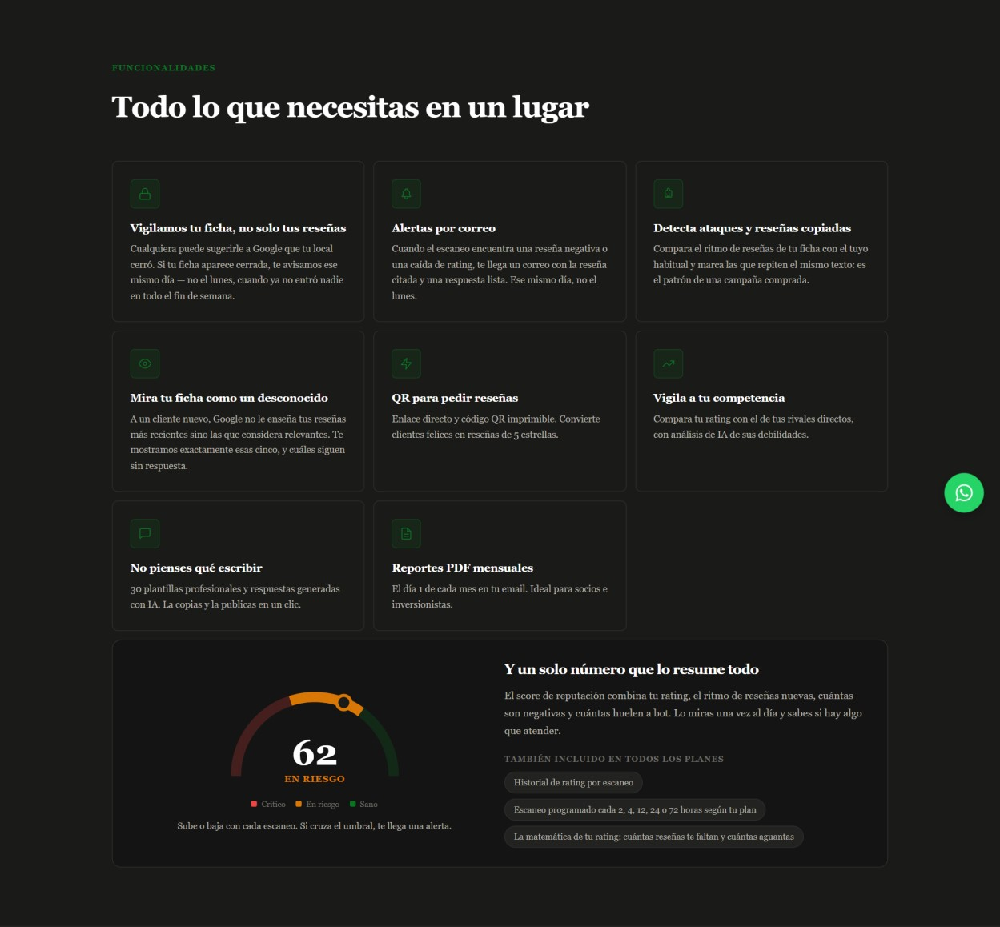 FUNCIONALIDADES
Todo lo que necesitas en un lugar
Vigilamos tu ficha, no solo tus reseñas
Cualquiera puede sugerirle a Google que tu local
cerró. Si tu ficha aparece cerrada, te avisamos ese
mismo día — no el lunes, cuando ya no entró nadie
en todo el fin de semana.
Alertas por correo
Cuando el escaneo encuentra una reseña negativa o
una caída de rating, te llega un correo con la reseña
citada y una respuesta lista. Ese mismo día, no el
lunes.
Detecta ataques y reseñas copiadas
Compara el ritmo de reseñas de tu ficha con el tuyo
habitual y marca las que repiten el mismo texto: es
el patrón de una campaña comprada.
Mira tu ficha como un desconocido
A un cliente nuevo, Google no le enseña tus reseñas
más recientes sino las que considera relevantes. Te
mostramos exactamente esas cinco, y cuáles siguen
sin respuesta.
QR para pedir reseñas
Enlace directo y código QR imprimible. Convierte
clientes felices en reseñas de 5 estrellas.
Vigila a tu competencia
Compara tu rating con el de tus rivales directos,
con análisis de IA de sus debilidades.
No pienses qué escribir
30 plantillas profesionales y respuestas generadas
con IA. La copias y la publicas en un clic.
Reportes PDF mensuales
El día 1 de cada mes en tu email. Ideal para socios e
inversionistas.
62
EN RIESGO
Crítico En riesgo Sano
Sube o baja con cada escaneo. Si cruza el umbral, te llega una alerta.
Y un solo número que lo resume todo
El score de reputación combina tu rating, el ritmo de reseñas nuevas, cuántas
son negativas y cuántas huelen a bot. Lo miras una vez al día y sabes si hay algo
que atender.
TAMBIÉN INCLUIDO EN TODOS LOS PLANES
Historial de rating por escaneo
Escaneo programado cada 2, 4, 12, 24 o 72 horas según tu plan
La matemática de tu rating: cuántas reseñas te faltan y cuántas aguantas